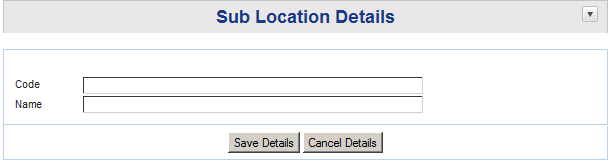 Sub Location Details
Code
Name
Save Details Cancel Details